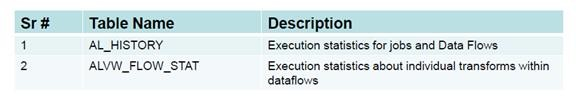 Sr # Table Name Description
1 AL_HISTORY Execution statistics for jobs and Data Flows
2 ALVW_FLOW_STAT Execution statistics about individual transforms within
dataflows